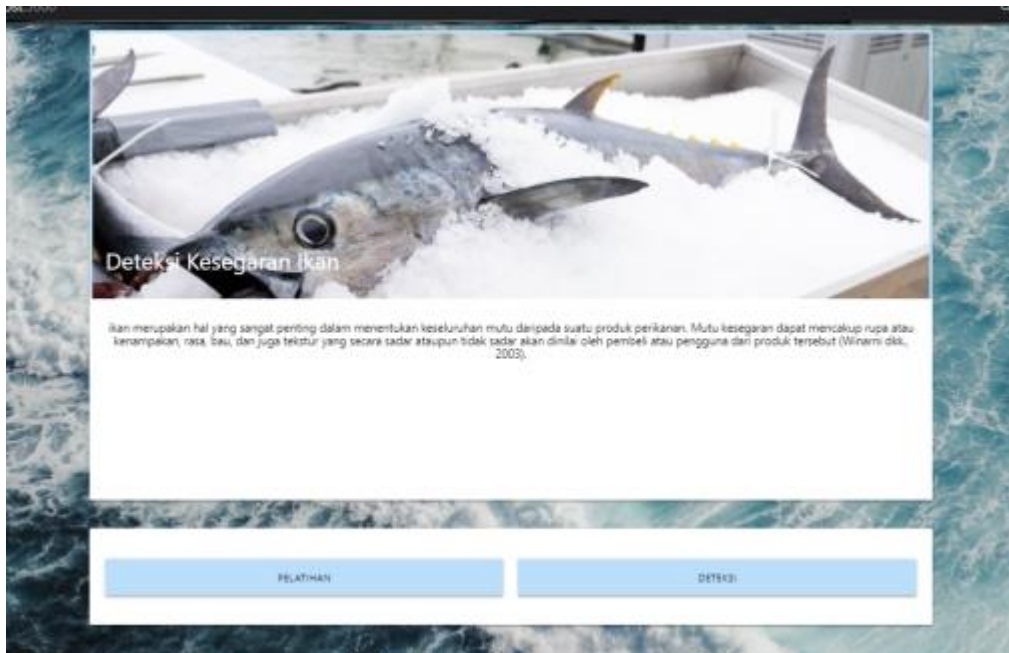 Deteksi Kesegaran Ikan
ikan merupakan hal yang sangat penting dalam menentukan keseluruhan mutu daripada suatu produk perikanan. Mutu kesegaran dapat mencakup rupa atau
kenampakan, rasa, bau, dan juga tekstur yang secara sadar ataupun tidak sadar akan dinilai oleh pembeli atau pengguna dari produk tersebut (Winarni dkk.,
2003).
PELATIHAN
DETEKSI